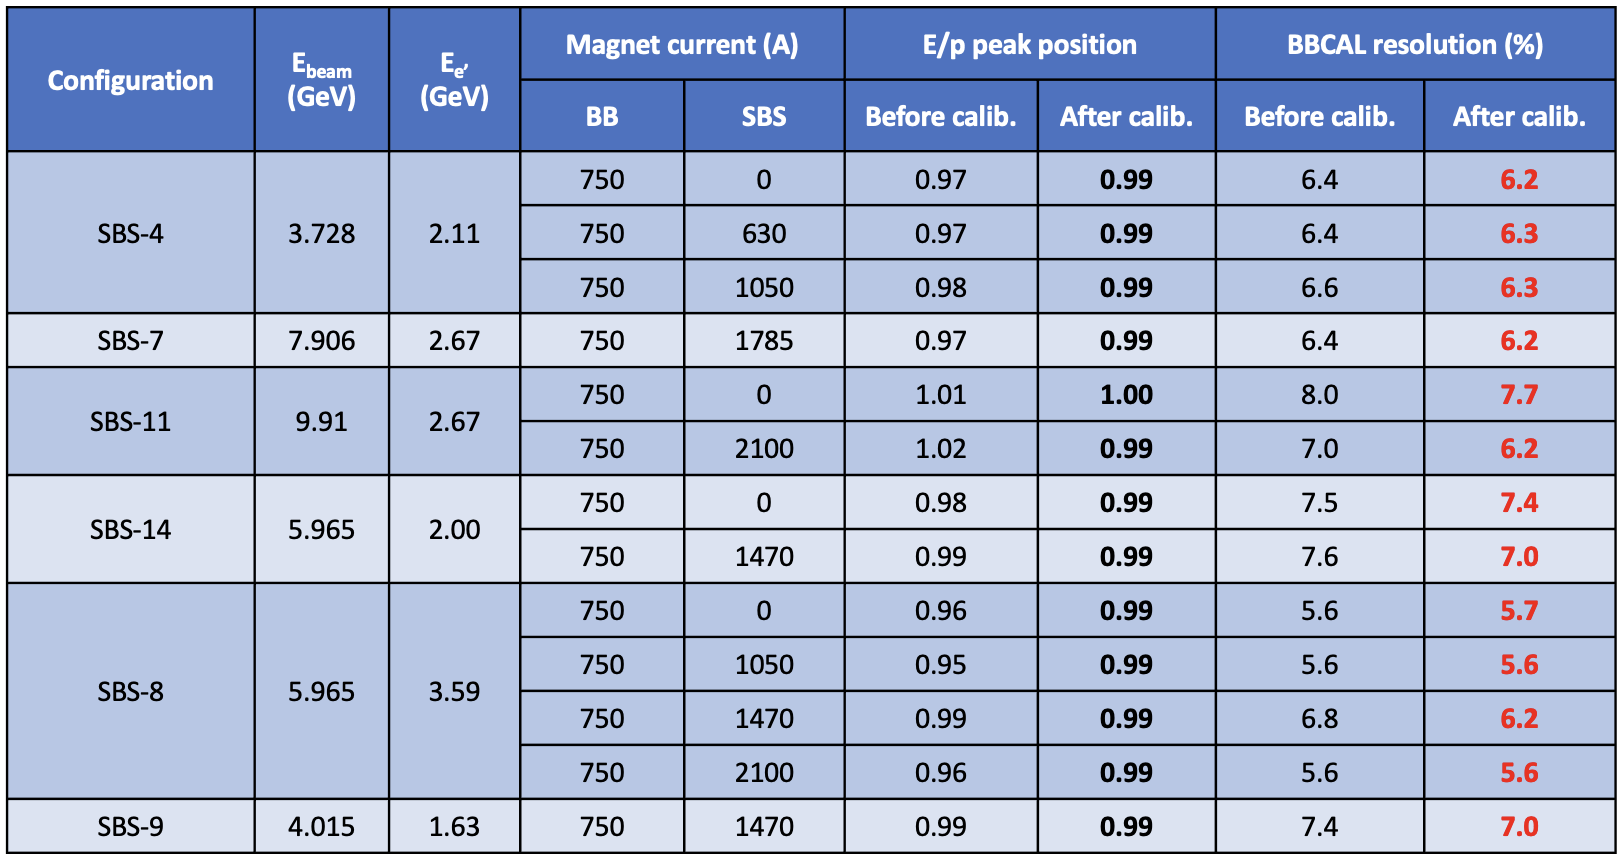 Configuration E_beam (GeV) E_e′ (GeV) Magnet current (A) E/p peak position BBCAL resolution (%)
BB SBS Before calib. After calib. Before calib. After calib.
SBS-4 3.728 2.11 750 0 0.97 0.99 6.4 6.2
750 630 0.97 0.99 6.4 6.3
750 1050 0.98 0.99 6.6 6.3
SBS-7 7.906 2.67 750 1785 0.97 0.99 6.4 6.2
SBS-11 9.91 2.67 750 0 1.01 1.00 8.0 7.7
750 2100 1.02 0.99 7.0 6.2
SBS-14 5.965 2.00 750 0 0.98 0.99 7.5 7.4
750 1470 0.99 0.99 7.6 7.0
SBS-8 5.965 3.59 750 0 0.96 0.99 5.6 5.7
750 1050 0.95 0.99 5.6 5.6
750 1470 0.99 0.99 6.8 6.2
750 2100 0.96 0.99 5.6 5.6
SBS-9 4.015 1.63 750 1470 0.99 0.99 7.4 7.0